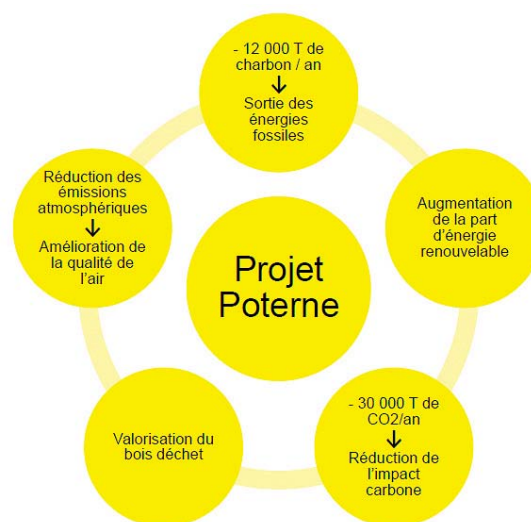 - 12 000 T de
charbon / an
↓
Sortie des
énergies
fossiles
Réduction des
émissions
atmosphériques
↓
Amélioration de
la qualité de
l'air
Augmentation
de la part
d'énergie
renouvelable
Projet
Poterne
Valorisation du
bois déchet
- 30 000 T de
CO2/an
↓
Réduction de
l'impact
carbone